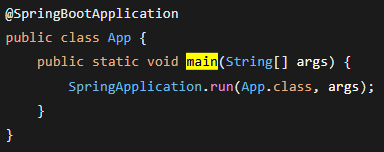 @SpringBootApplication
public class App {
    public static void main(String[] args) {
        SpringApplication.run(App.class, args);
    }
}